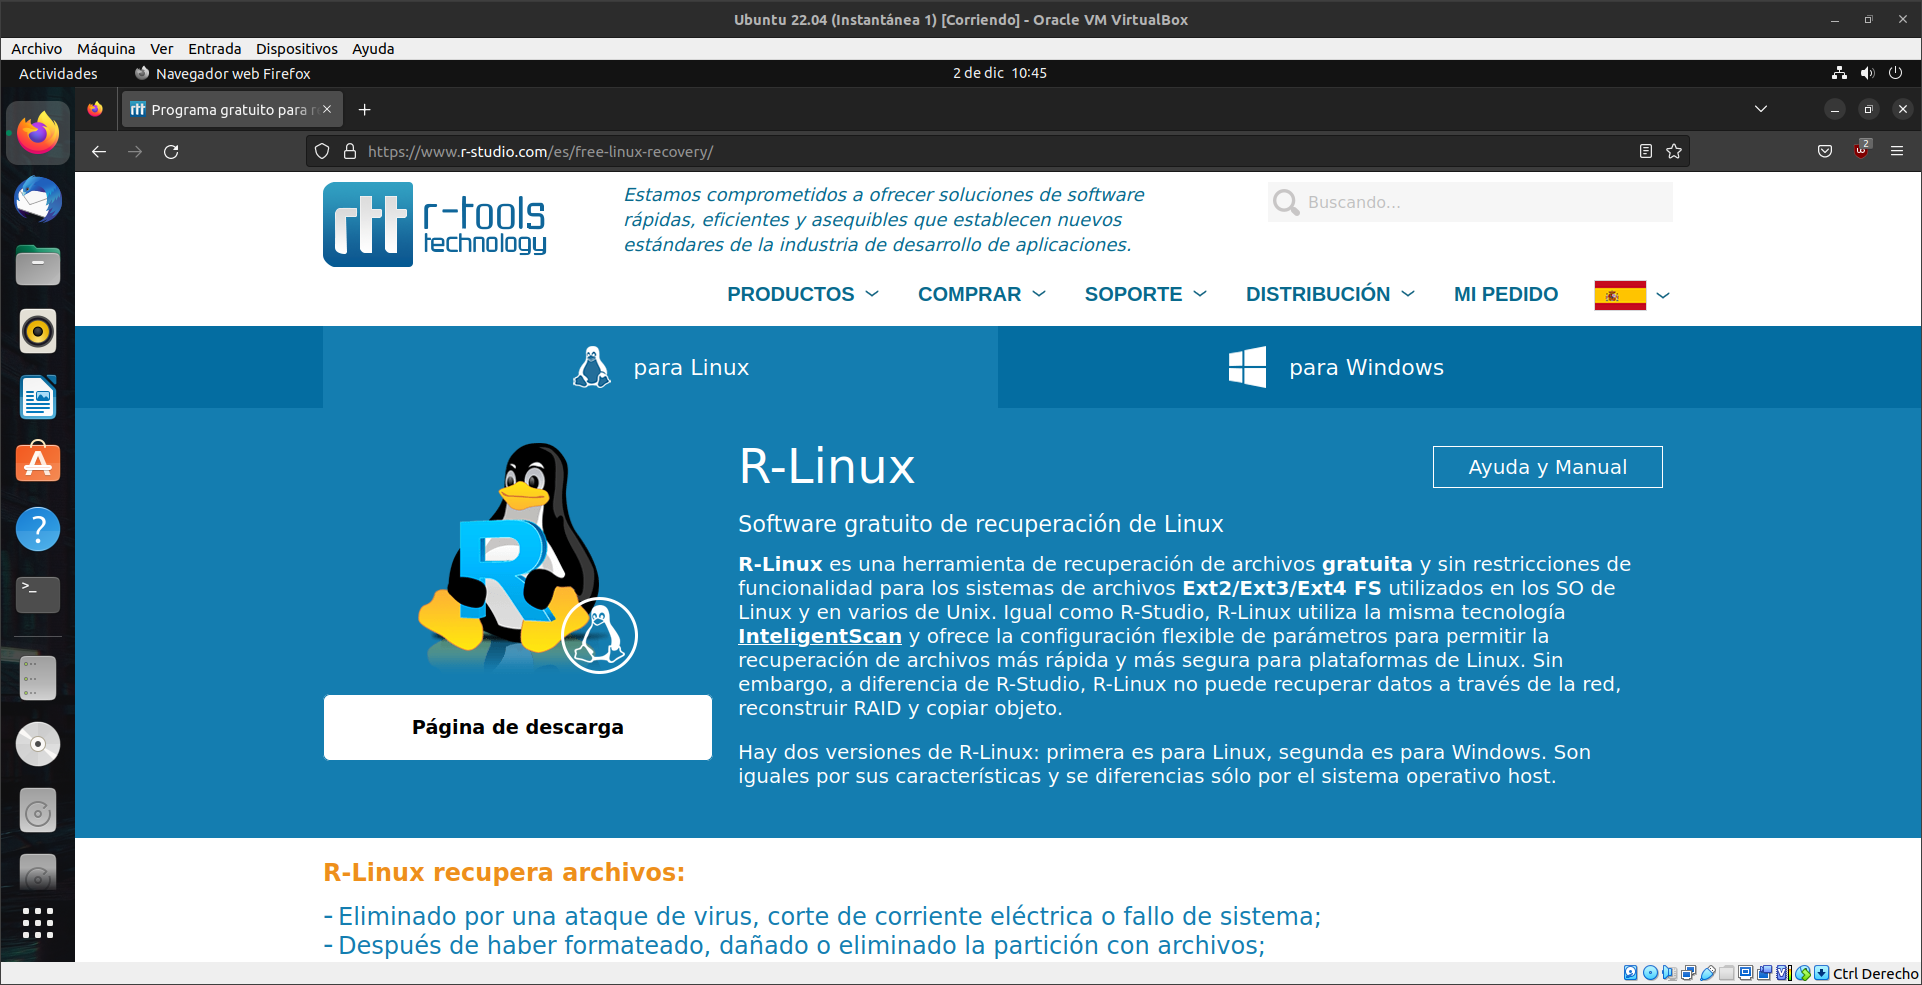 Ubuntu 22.04 (Instantánea 1) [Corriendo] - Oracle VM VirtualBox
Archivo Máquina Ver Entrada Dispositivos Ayuda
Actividades Navegador web Firefox 2 de dic 10:45
rtt Programa gratuito para r
https://www.r-studio.com/es/free-linux-recovery/ 2
rtt r-tools technology
Estamos comprometidos a ofrecer soluciones de software
rápidas, eficientes y asequibles que establecen nuevos
estándares de la industria de desarrollo de aplicaciones.
Buscando...
PRODUCTOS COMPRAR SOPORTE DISTRIBUCIÓN MI PEDIDO
para Linux para Windows
R
R-Linux
Ayuda y Manual
Software gratuito de recuperación de Linux
R-Linux es una herramienta de recuperación de archivos gratuita y sin restricciones de
funcionalidad para los sistemas de archivos Ext2/Ext3/Ext4 FS utilizados en los SO de
Linux y en varios de Unix. Igual como R-Studio, R-Linux utiliza la misma tecnología
InteligentScan y ofrece la configuración flexible de parámetros para permitir la
recuperación de archivos más rápida y más segura para plataformas de Linux. Sin
embargo, a diferencia de R-Studio, R-Linux no puede recuperar datos a través de la red,
reconstruir RAID y copiar objeto.
Página de descarga
Hay dos versiones de R-Linux: primera es para Linux, segunda es para Windows. Son
iguales por sus características y se diferencias sólo por el sistema operativo host.
R-Linux recupera archivos:
- Eliminado por una ataque de virus, corte de corriente eléctrica o fallo de sistema;
- Después de haber formateado, dañado o eliminado la partición con archivos;
Ctrl Derecho